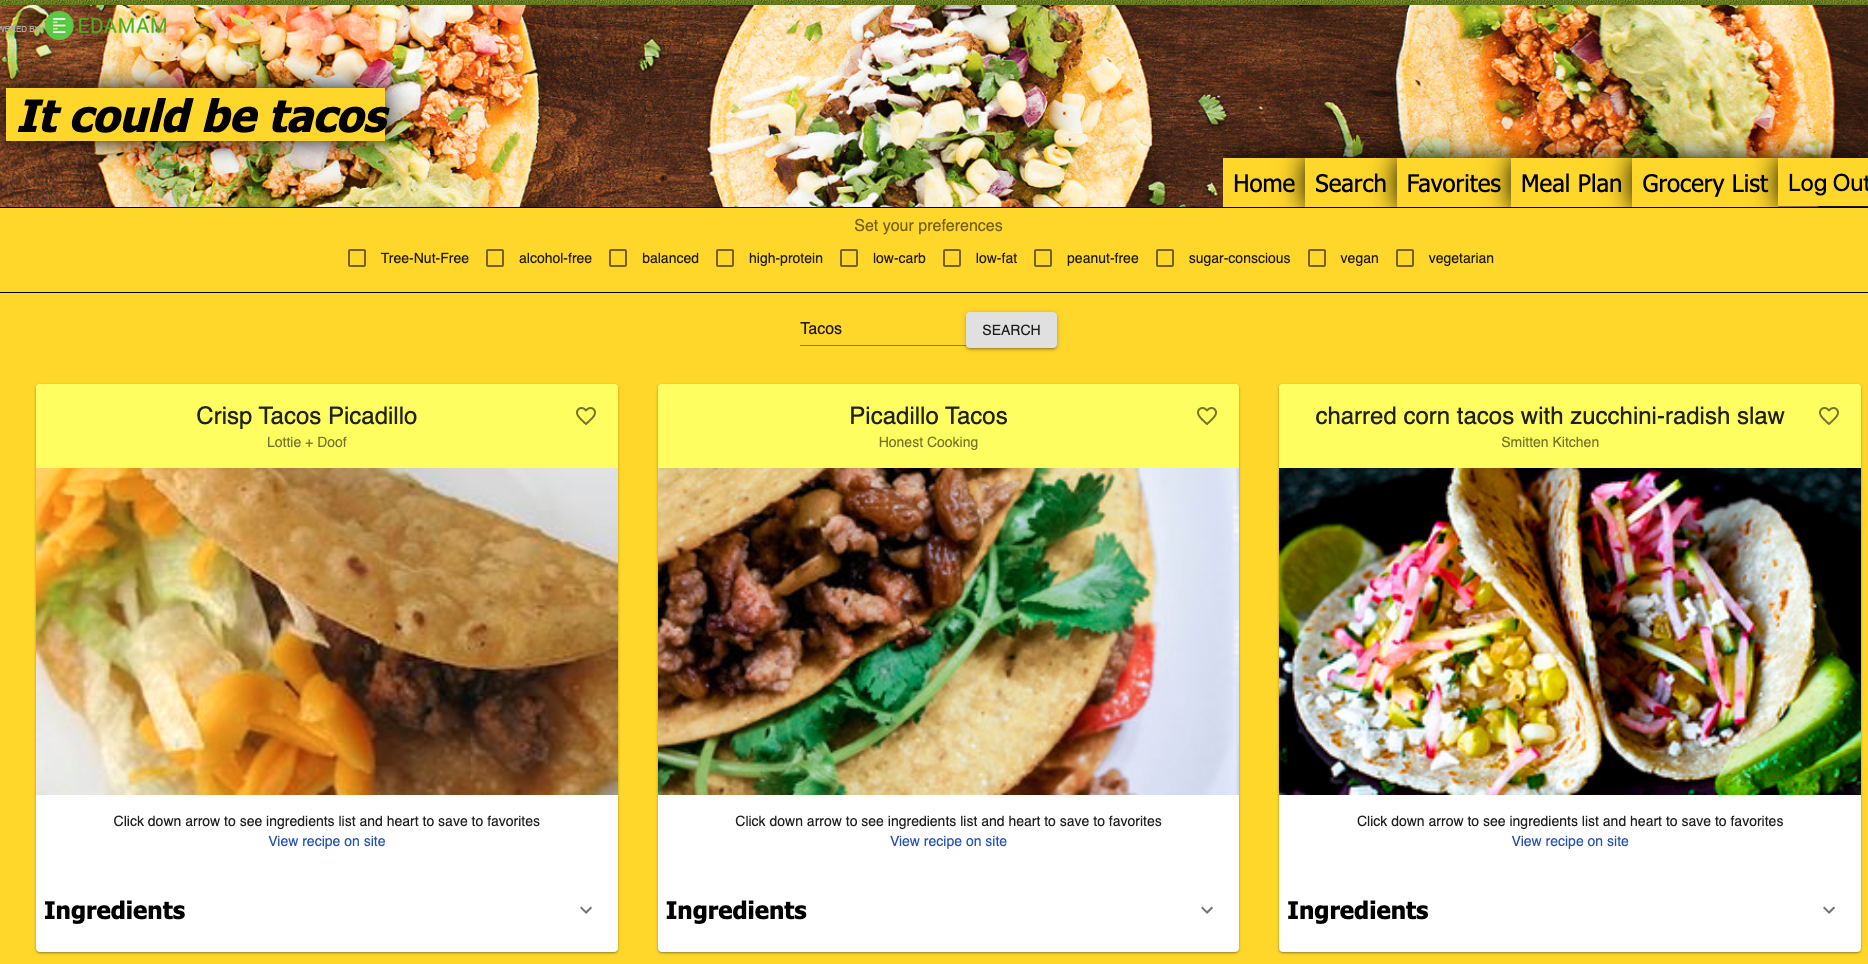 EDAMAM
It could be tacos
Home Search Favorites Meal Plan Grocery List Log Out
Set your preferences
Tree-Nut-Free alcohol-free balanced high-protein low-carb low-fat peanut-free sugar-conscious vegan vegetarian
Tacos SEARCH
Crisp Tacos Picadillo
Lottie + Doof
Picadillo Tacos
Honest Cooking
charred corn tacos with zucchini-radish slaw
Smitten Kitchen
Click down arrow to see ingredients list and heart to save to favorites
View recipe on site
Click down arrow to see ingredients list and heart to save to favorites
View recipe on site
Click down arrow to see ingredients list and heart to save to favorites
View recipe on site
Ingredients
Ingredients
Ingredients